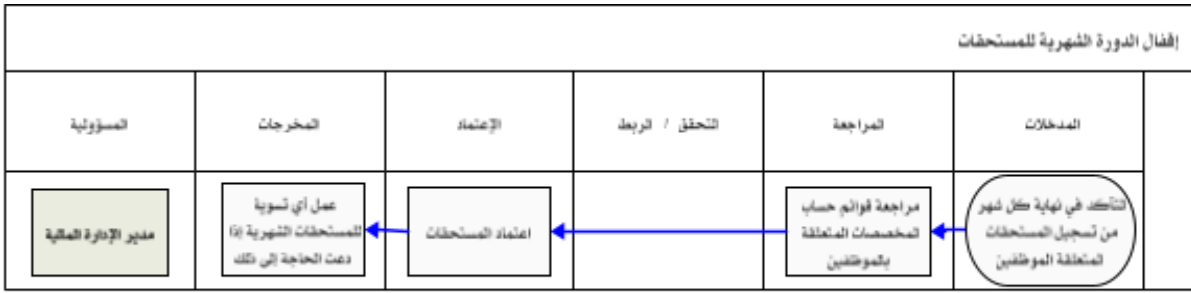 إقفال الدورة الشهرية للمستحقات
المدخلات
المراجعة
التحقق / الربط
الإعتماد
المخرجات
المسؤولية
التأكد في نهاية كل شهر
من تسجيل المستحقات
المتعلقة الموظفين
مراجعة قوائم حساب
المخصصات المتعلقة
بالموظفين
اعتماد المستحقات
عمل أي تسوية
للمستحقات الشهرية إذا
دعت الحاجة إلى ذلك
مدير الإدارة المالية